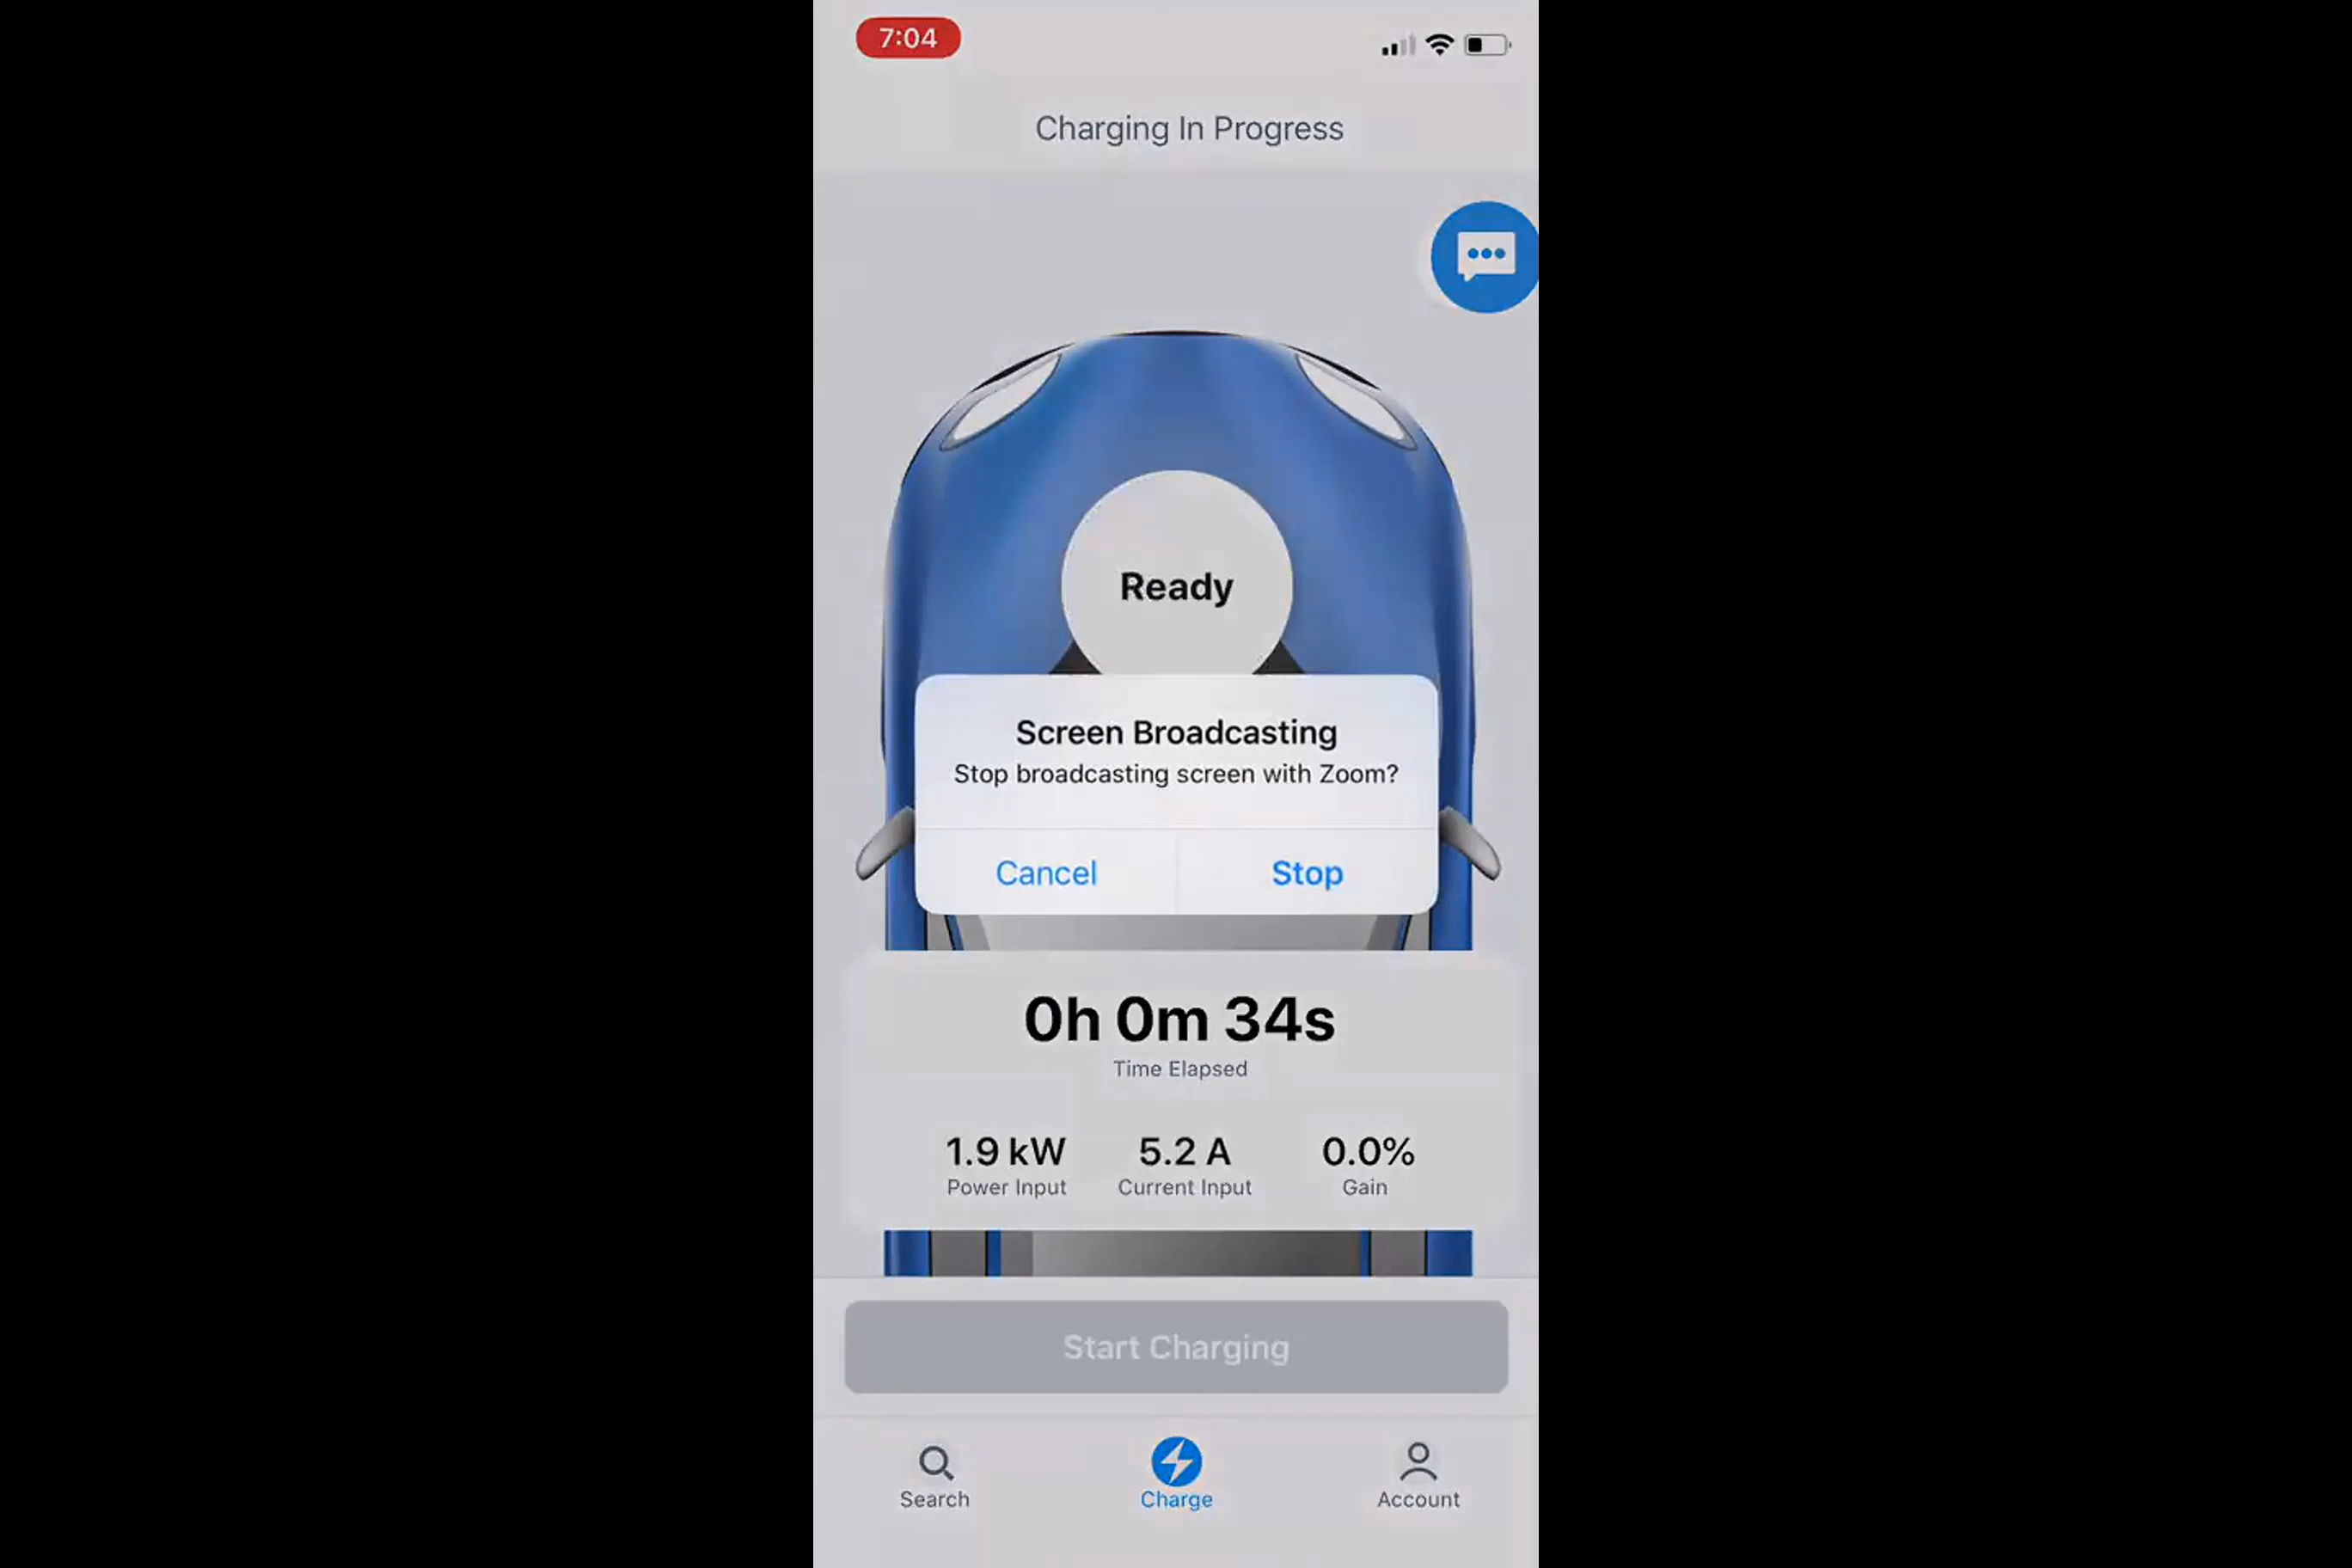 7:04
Charging In Progress
Ready
Screen Broadcasting
Stop broadcasting screen with Zoom?
Cancel Stop
0h 0m 34s
Time Elapsed
1.9 kW 5.2 A 0.0%
Power Input Current Input Gain
Start Charging
Search Charge Account